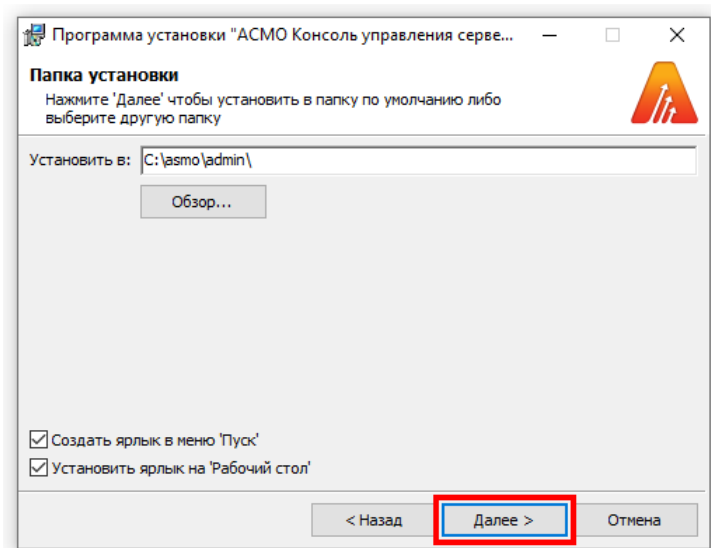 Программа установки "АСМО Консоль управления серве...
Папка установки
Нажмите 'Далее' чтобы установить в папку по умолчанию либо
выберите другую папку
Установить в: C:\asmo\admin\
Обзор...
Создать ярлык в меню 'Пуск'
Установить ярлык на 'Рабочий стол'
< Назад Далее > Отмена